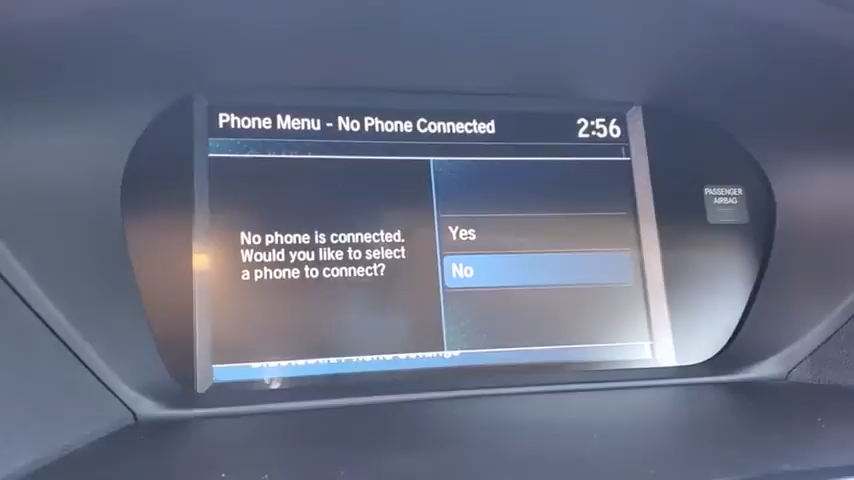 Phone Menu - No Phone Connected
2:56
PASSENGER
AIRBAG
No phone is connected.
Would you like to select
a phone to connect?
Yes
No